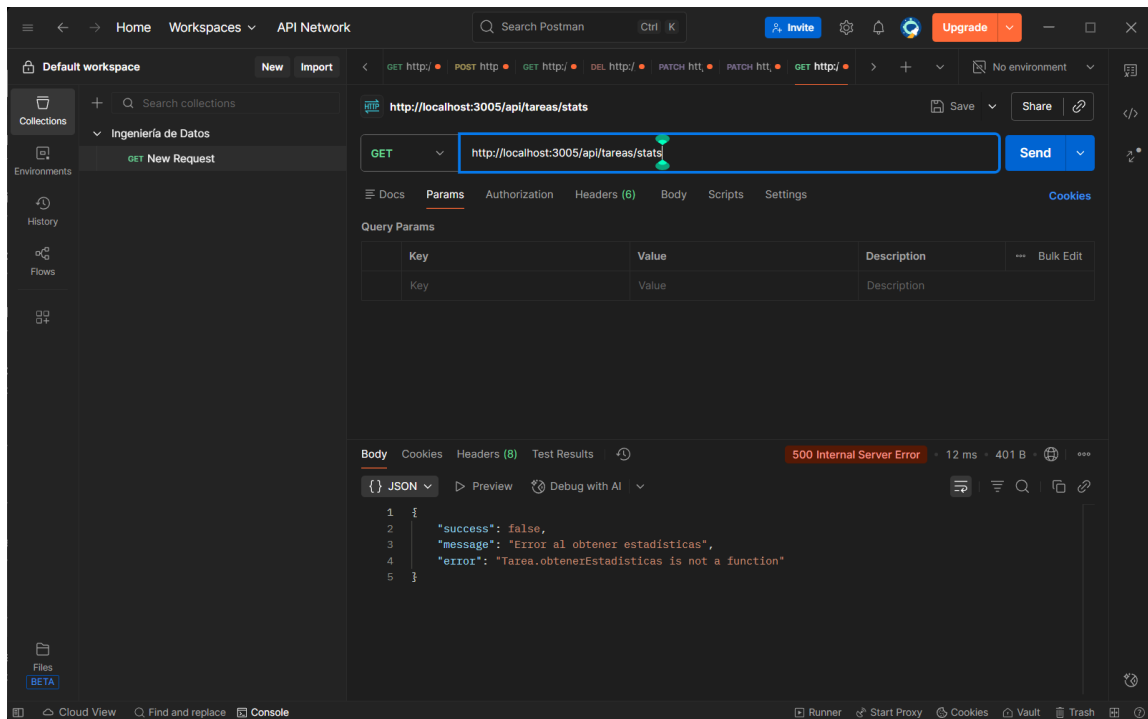 Home Workspaces API Network Search Postman Ctrl K Invite Upgrade
Default workspace New Import GET http:/ POST http GET http:/ DEL http:/ PATCH htt, PATCH htt, GET http:/ No environment
Collections
Search collections
http://localhost:3005/api/tareas/stats Save Share
Ingeniería de Datos
GET New Request
Environments
GET http://localhost:3005/api/tareas/stats Send
History
Docs Params Authorization Headers (6) Body Scripts Settings Cookies
Flows
Query Params
Key Value Description Bulk Edit
Key Value Description
Body Cookies Headers (8) Test Results 500 Internal Server Error 12 ms 401 B
{} JSON Preview Debug with AI
1 {
2 "success": false,
3 "message": "Error al obtener estadísticas",
4 "error": "Tarea.obtenerEstadisticas is not a function"
5 }
Files
BETA
Cloud View Find and replace Console Runner Start Proxy Cookies Vault Trash